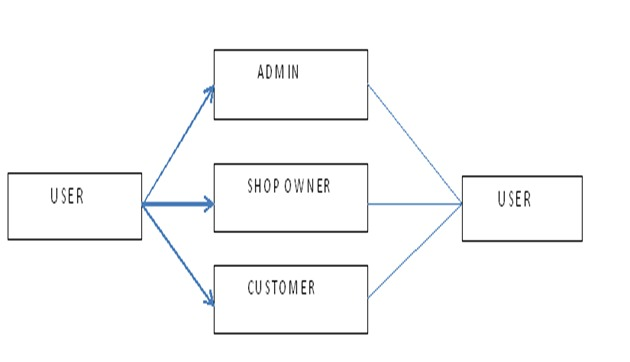 ADMIN
USER
SHOP OWNER
USER
CUSTOMER